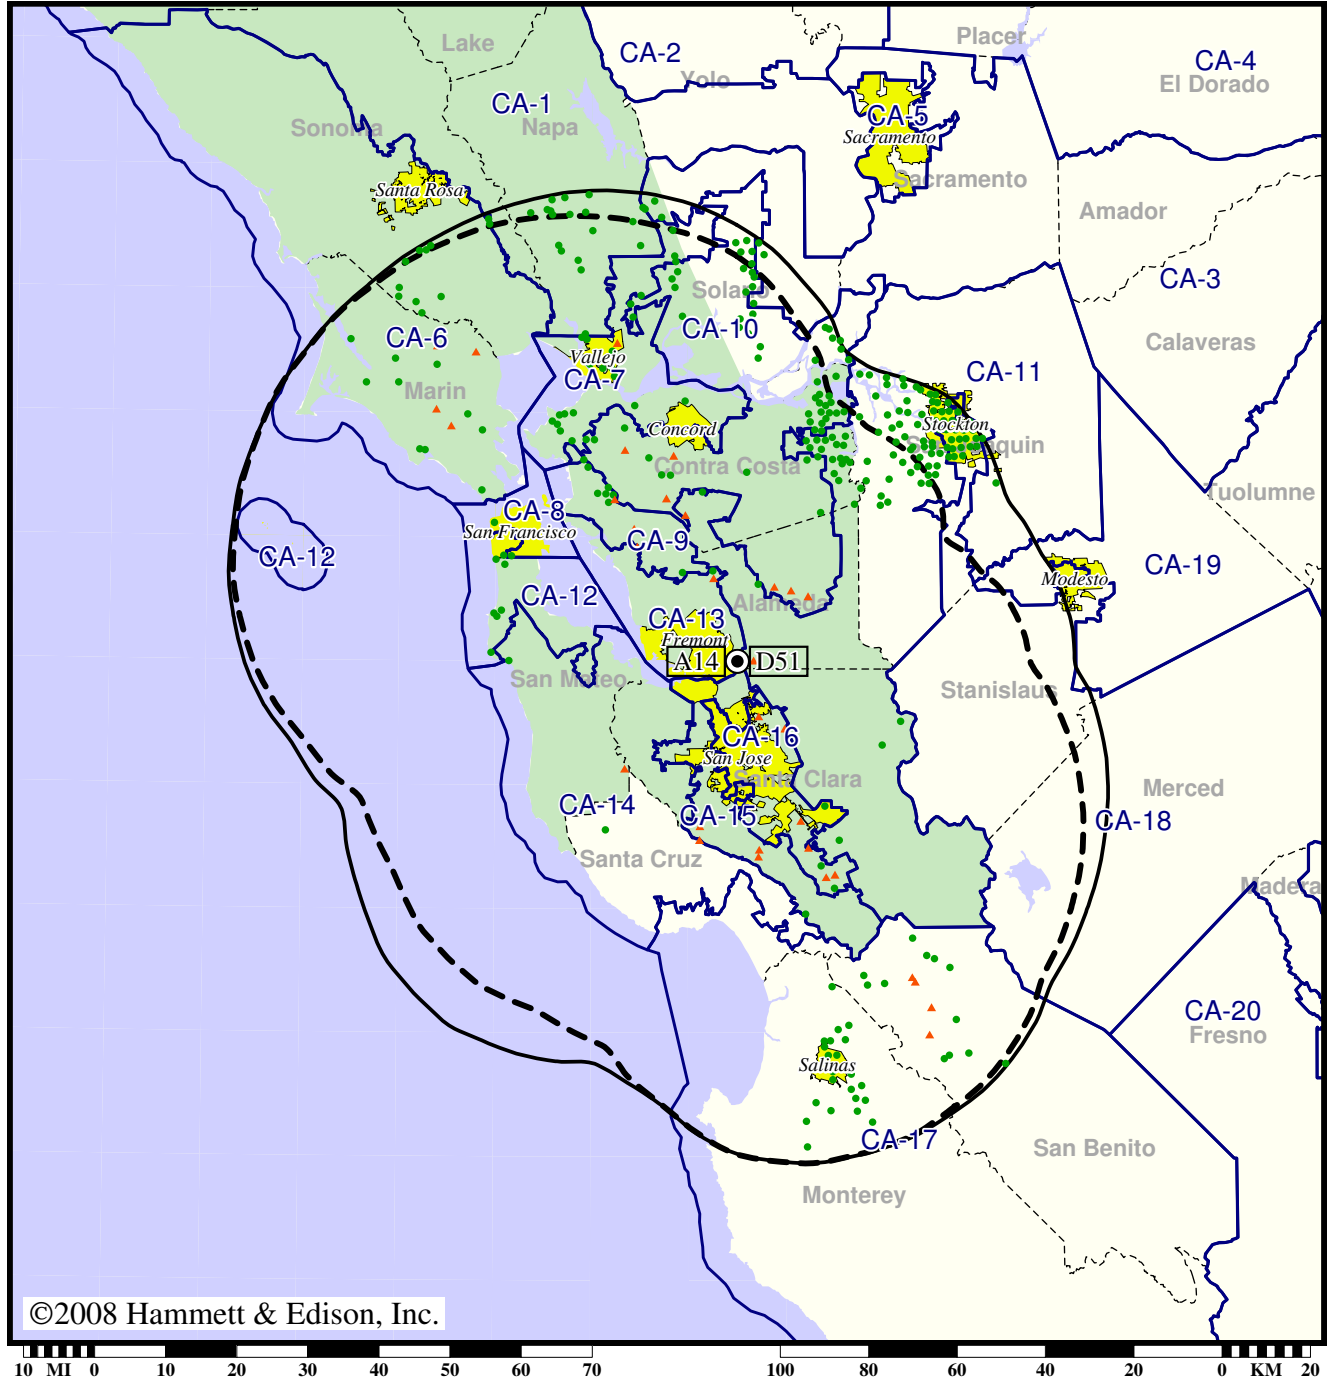 Placer
Lake
CA-2
CA-4
Yolo
El Dorado
CA-1
CA-5
Napa
Sonoma
Sacramento
Sacramento
Santa Rosa
Amador
CA-3
Solano
CA-10
CA-6
Calaveras
Vallejo
CA-11
CA-7
Marin
Stockton
Concord
San Joaquin
Contra Costa
Tuolumne
CA-8
San Francisco
CA-9
CA-12
CA-19
Modesto
CA-12
Alameda
CA-13
Fremont
A14
D51
San Mateo
Stanislaus
CA-16
San Jose
Santa Clara
Merced
CA-14
CA-15
CA-18
Santa Cruz
Madera
CA-20
Fresno
Salinas
CA-17
San Benito
Monterey
©2008 Hammett & Edison, Inc.
10 MI 0 10 20 30 40 50 60 70 100 80 60 40 20 0 KM 20